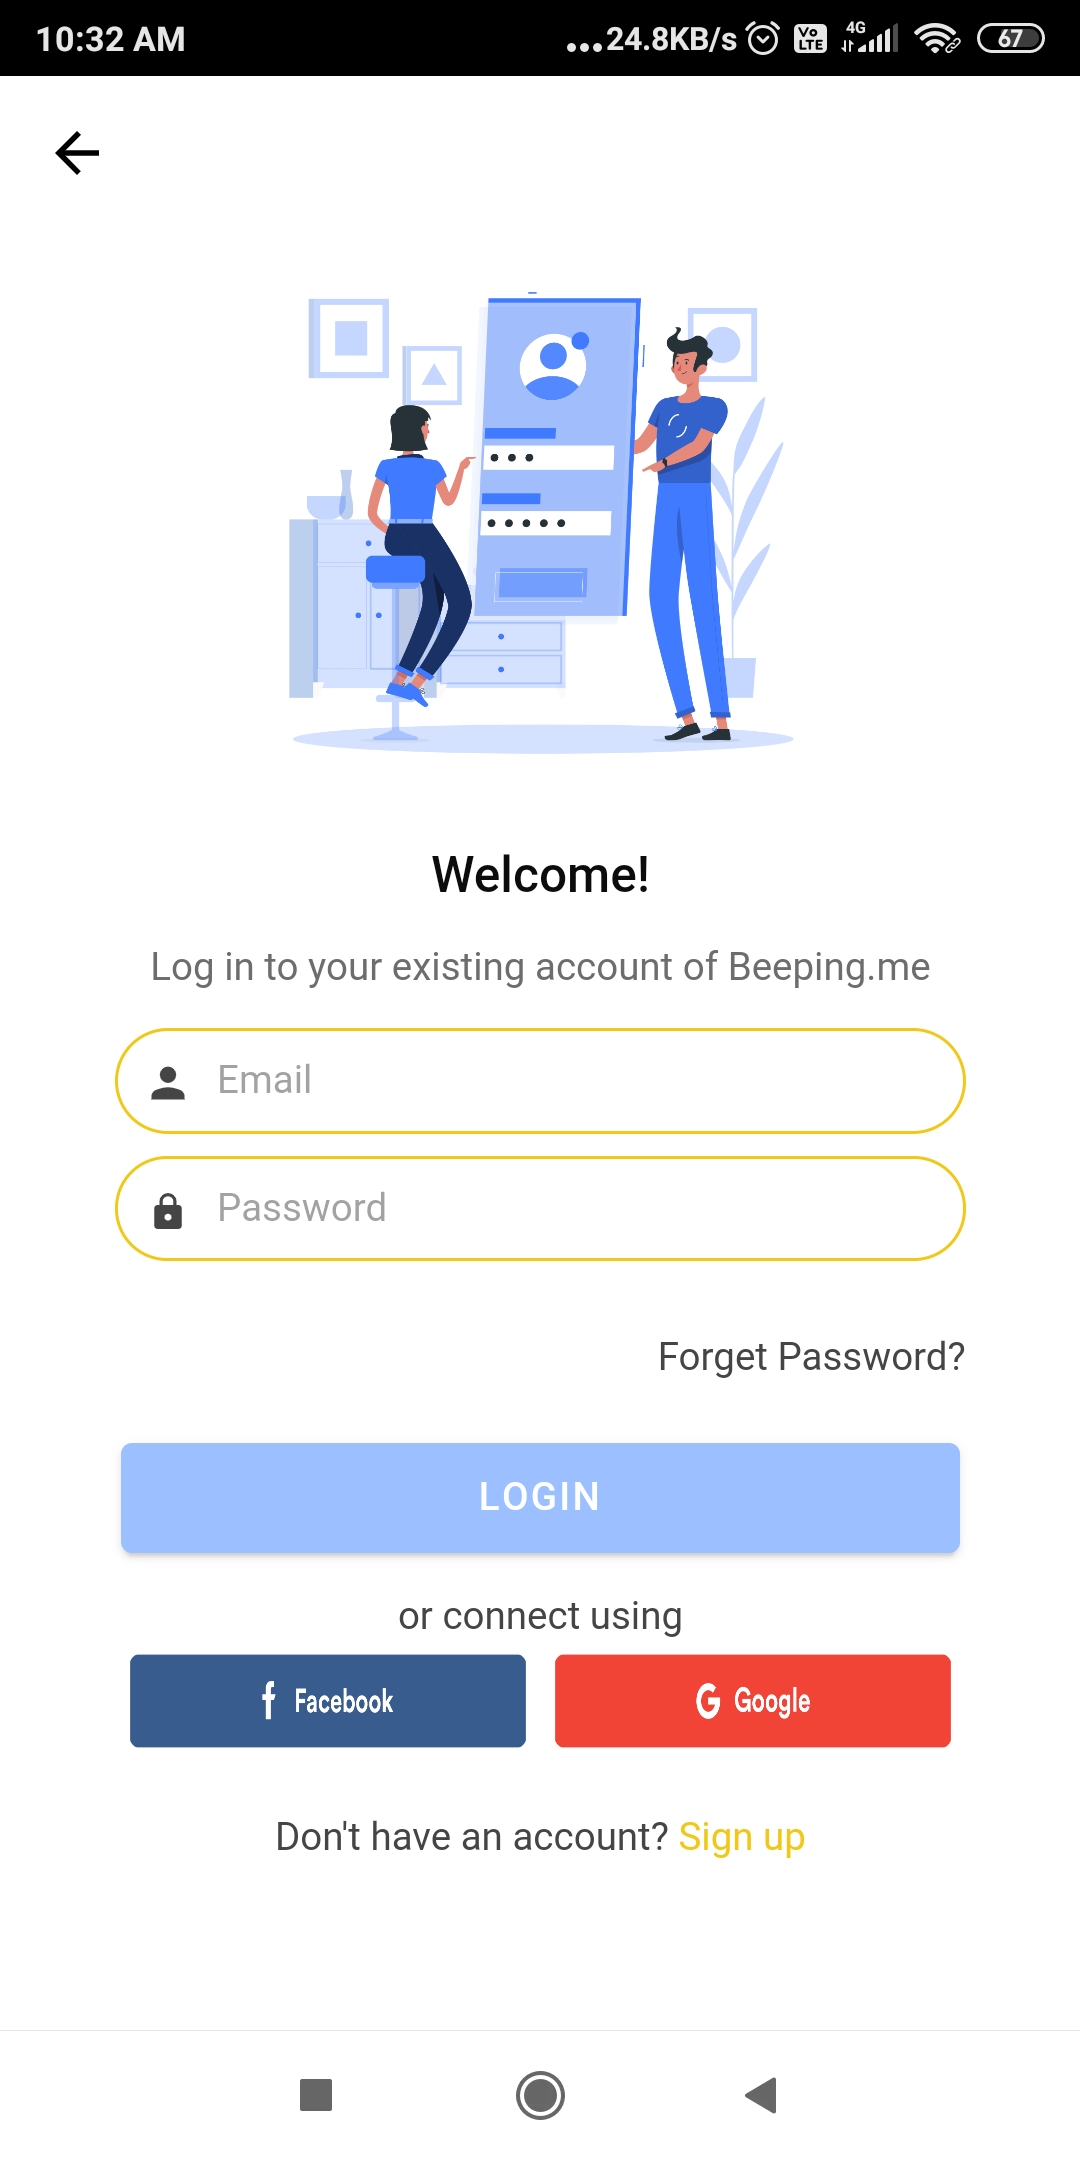 10:32 AM
...24.8KB/s Vo LTE 4G 67
Welcome!
Log in to your existing account of Beeping.me
Email
Password
Forget Password?
LOGIN
or connect using
f Facebook G Google
Don't have an account? Sign up